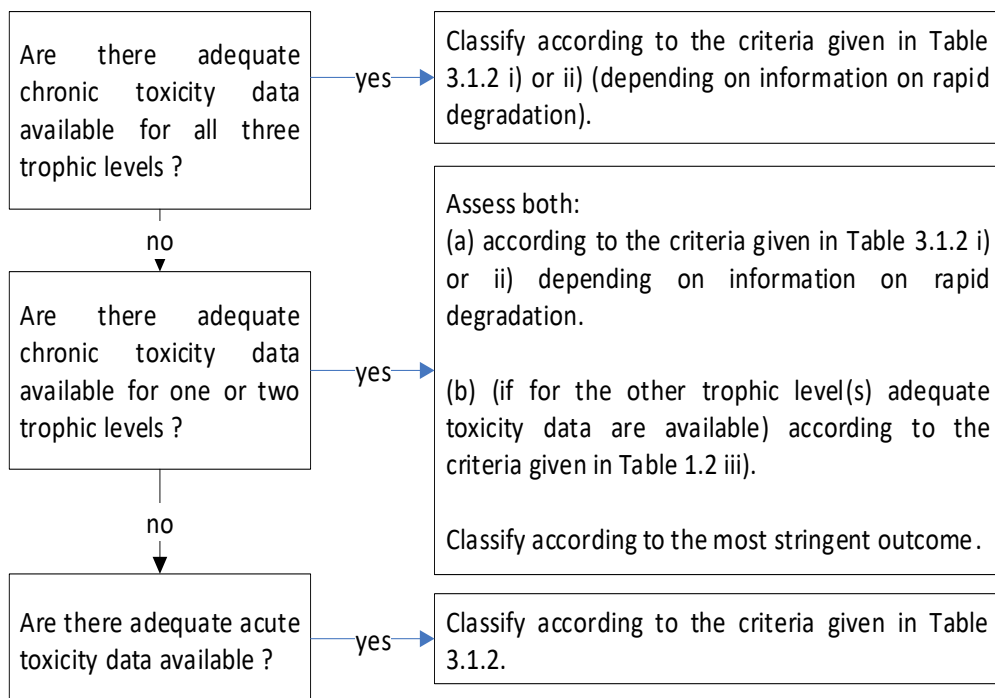 Are there adequate
chronic toxicity data
available for all three
trophic levels ?
yes
Classify according to the criteria given in Table
3.1.2 i) or ii) (depending on information on rapid
degradation).
no
Are there adequate
chronic toxicity data
available for one or two
trophic levels ?
yes
Assess both:
(a) according to the criteria given in Table 3.1.2 i)
or ii) depending on information on rapid
degradation.
(b) (if for the other trophic level(s) adequate
toxicity data are available) according to the
criteria given in Table 1.2 iii).
Classify according to the most stringent outcome.
no
Are there adequate acute
toxicity data available ?
yes
Classify according to the criteria given in Table
3.1.2.